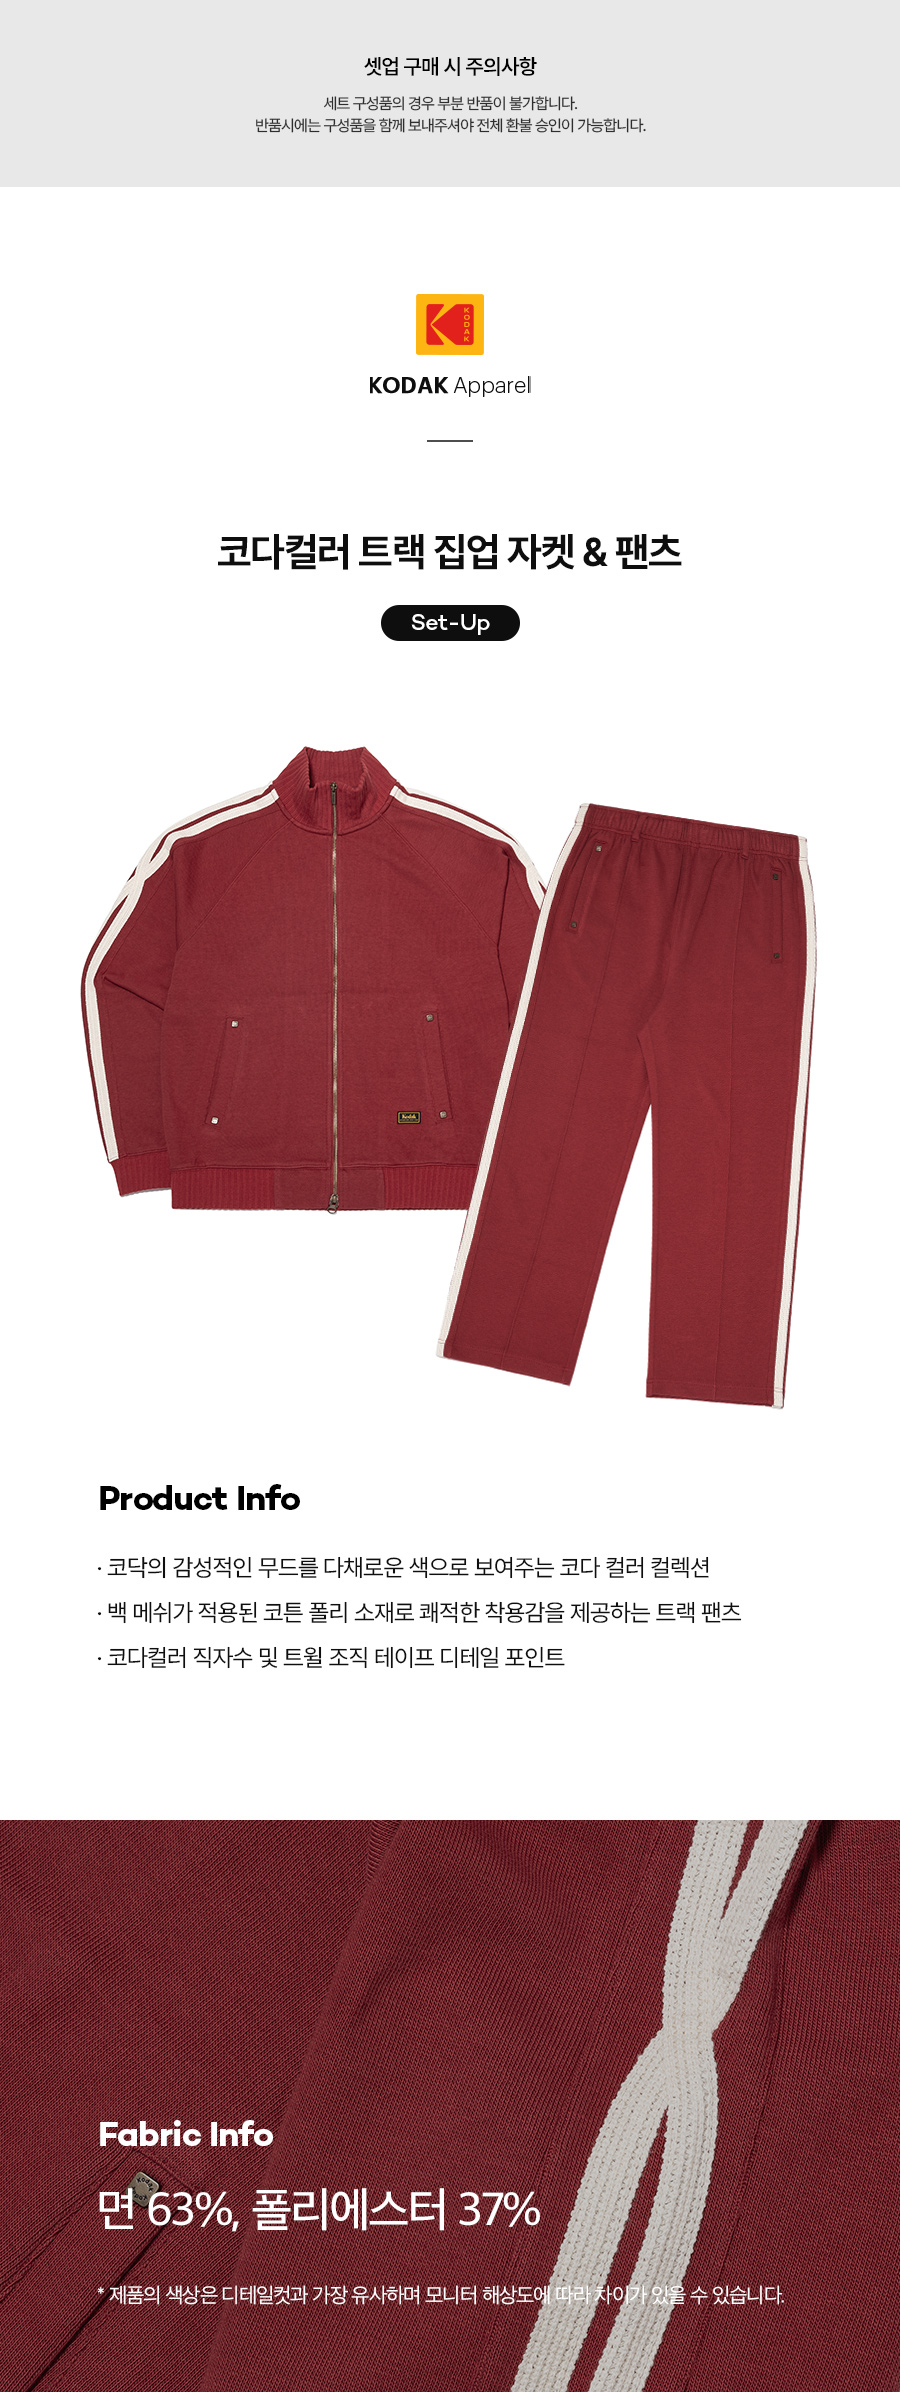 셋업 구매 시 주의사항
세트 구성품의 경우 부분 반품이 불가합니다.
반품시에는 구성품을 함께 보내주셔야 전체 환불 승인이 가능합니다.
KODAK
KODAK Apparel
코다컬러 트랙 집업 자켓 & 팬츠
Set-Up
Kodak
Product Info
· 코닥의 감성적인 무드를 다채로운 색으로 보여주는 코다 컬러 컬렉션
· 백 메쉬가 적용된 코튼 폴리 소재로 쾌적한 착용감을 제공하는 트랙 팬츠
· 코다컬러 직자수 및 트윌 조직 테이프 디테일 포인트
Fabric Info
면 63%, 폴리에스터 37%
* 제품의 색상은 디테일컷과 가장 유사하며 모니터 해상도에 따라 차이가 있을 수 있습니다.